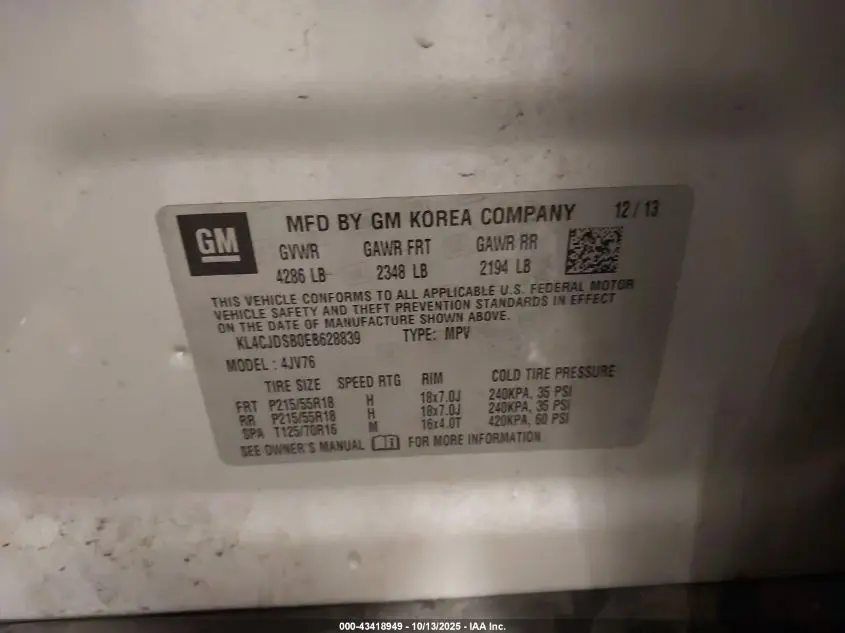 GM
MFD BY GM KOREA COMPANY 12 / 13
GVWR GAWR FRT GAWR RR
4286 LB 2348 LB 2194 LB
THIS VEHICLE CONFORMS TO ALL APPLICABLE U.S. FEDERAL MOTOR
VEHICLE SAFETY AND THEFT PREVENTION STANDARDS IN EFFECT
ON THE DATE OF MANUFACTURE SHOWN ABOVE.
KL4CJDSB0EB628839 TYPE: MPV
MODEL : 4JV76
TIRE SIZE SPEED RTG RIM COLD TIRE PRESSURE
FRT P215/55R18 H 18x7.0J 240KPA, 35 PSI
RR P215/55R18 H 18x7.0J 240KPA, 35 PSI
SPA T125/70R16 M 16x4.0T 420KPA, 60 PSI
SEE OWNER'S MANUAL FOR MORE INFORMATION
000-43418949 - 10/13/2025 - IAA Inc.